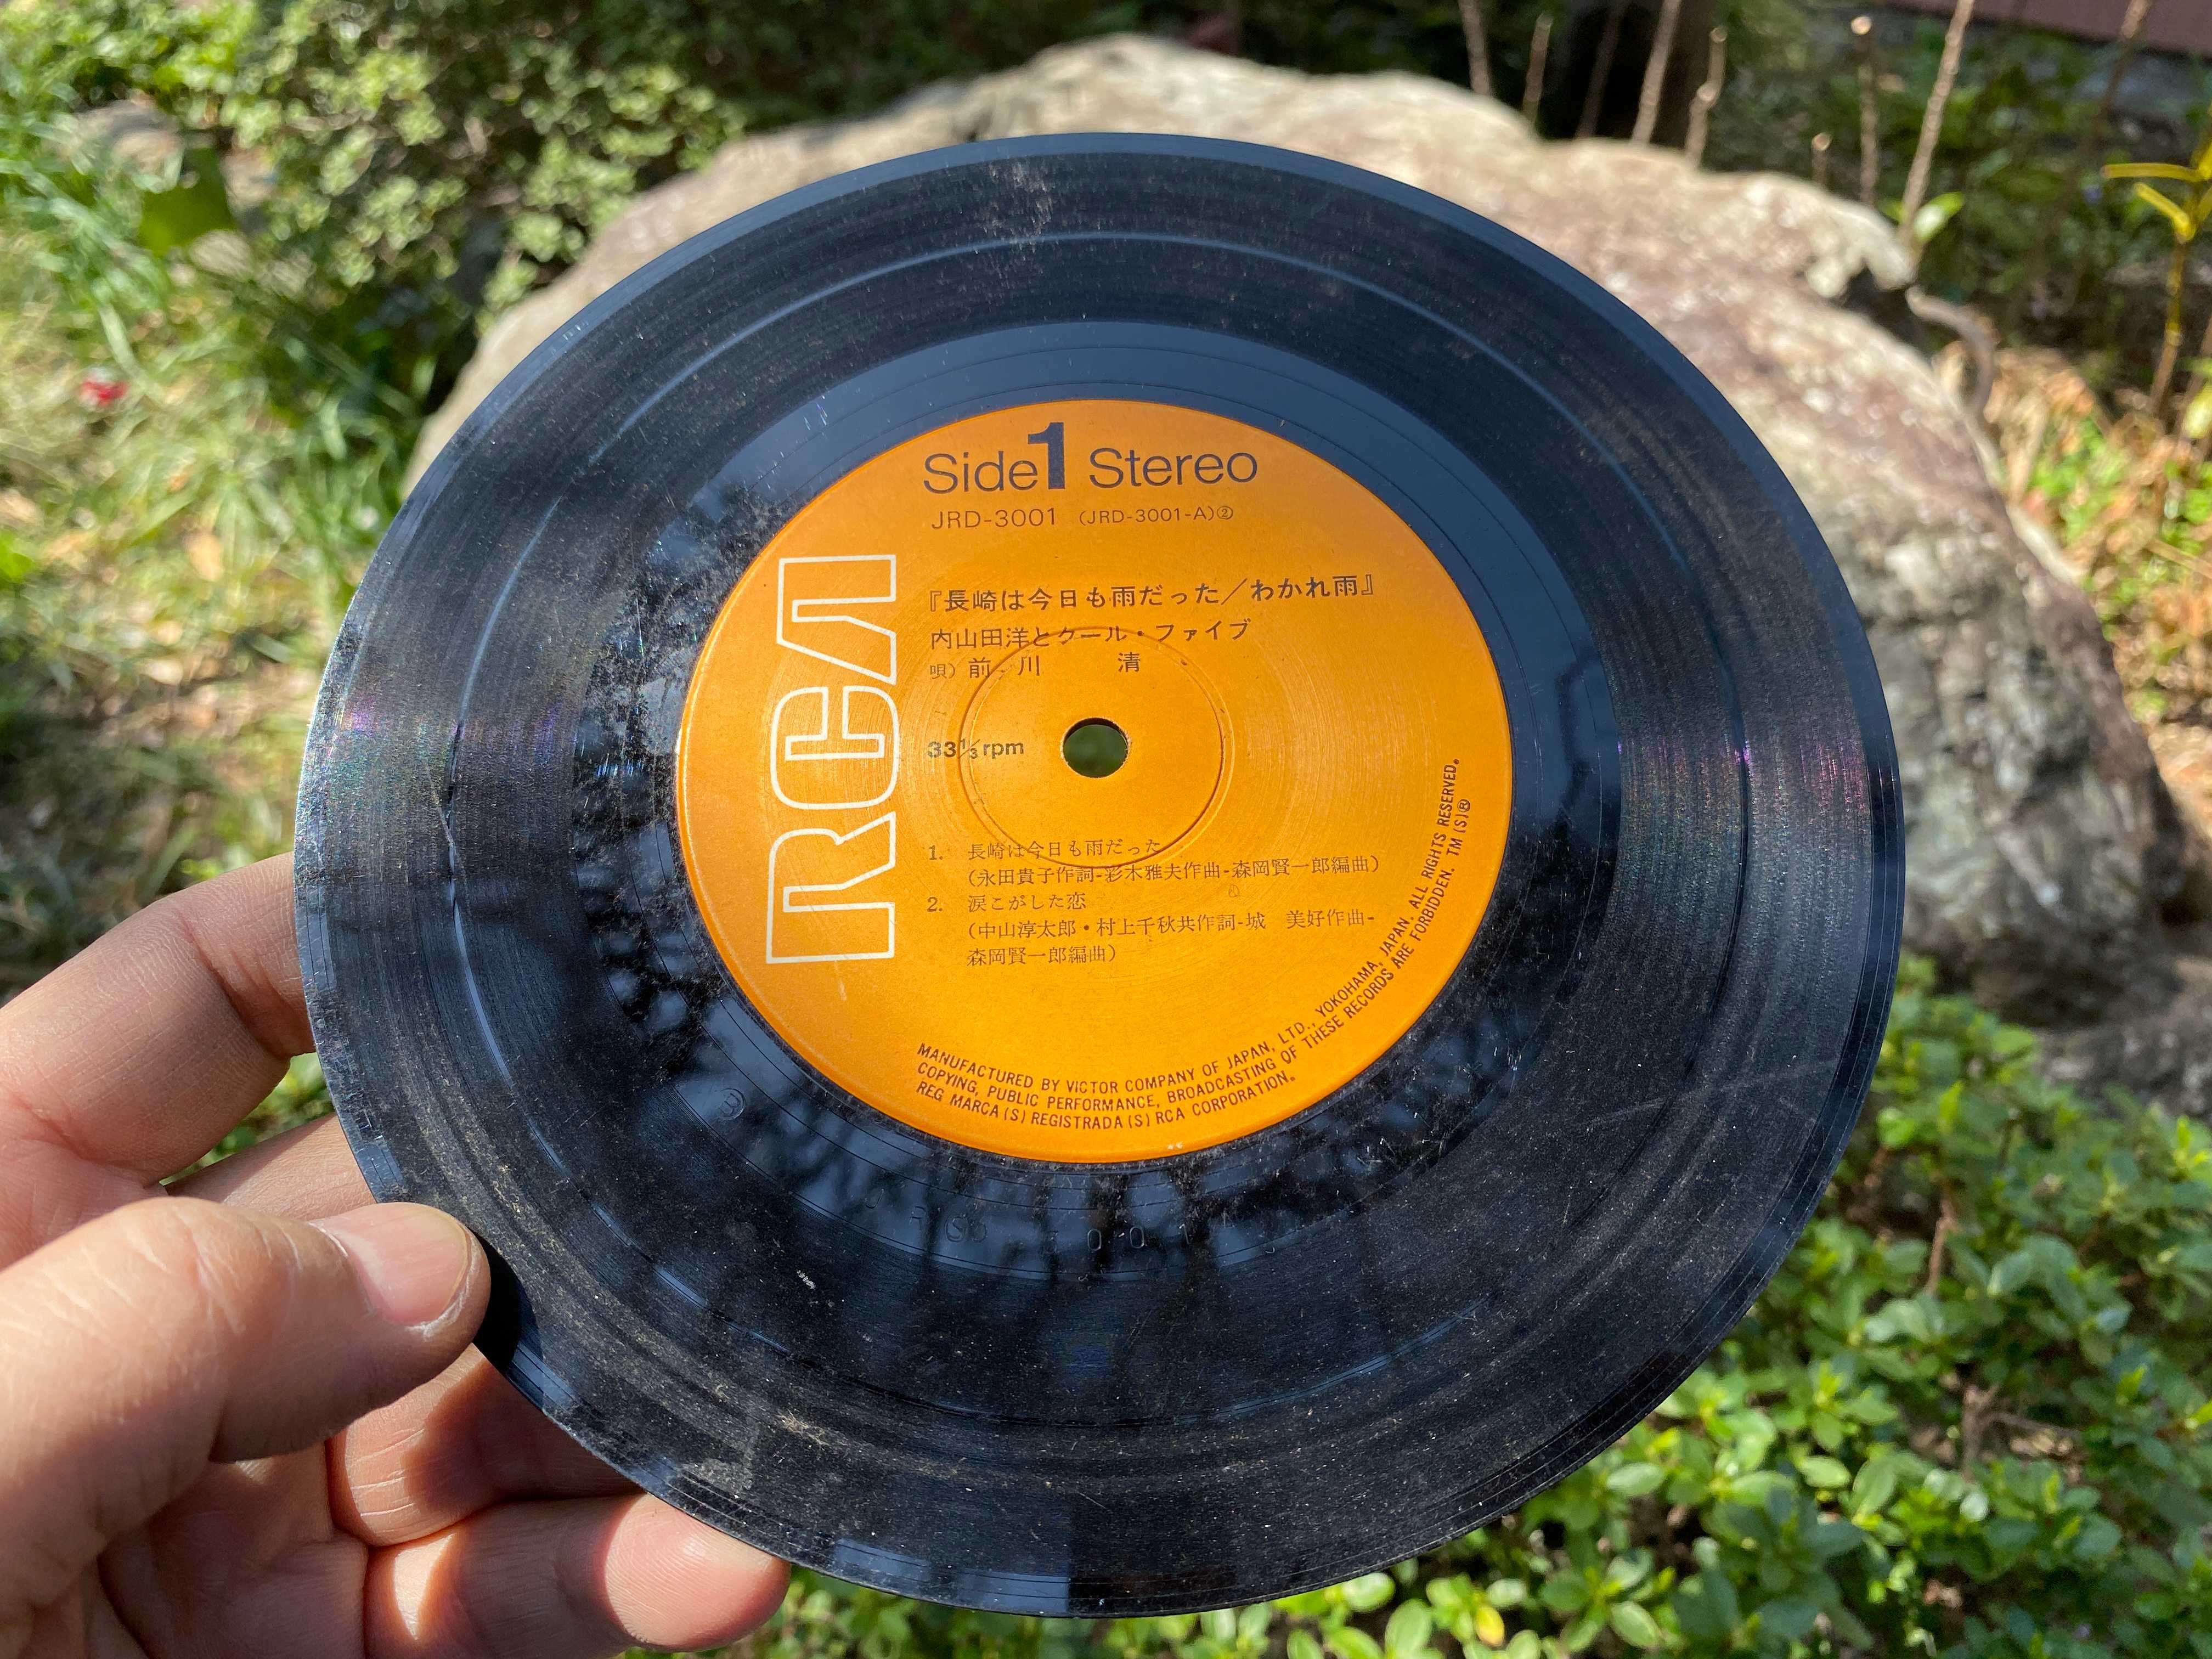 Side 1 Stereo
JRD-3001 (JRD-3001-A)②
『長崎は今日も雨だった／わかれ雨』
内山田洋とクール・ファイブ
唄）前川　清
RCA
33⅓rpm
1. 長崎は今日も雨だった
（永田貴子作詞-彩木雅夫作曲-森岡賢一郎編曲）
2. 涙こがした恋
（中山淳太郎・村上千秋共作詞-城　美好作曲-
森岡賢一郎編曲）
MANUFACTURED BY VICTOR COMPANY OF JAPAN, LTD., YOKOHAMA, JAPAN. ALL RIGHTS RESERVED.
COPYING, PUBLIC PERFORMANCE, BROADCASTING OF THESE RECORDS ARE FORBIDDEN. TM(S)®
REG MARCA(S) REGISTRADA(S) RCA CORPORATION.